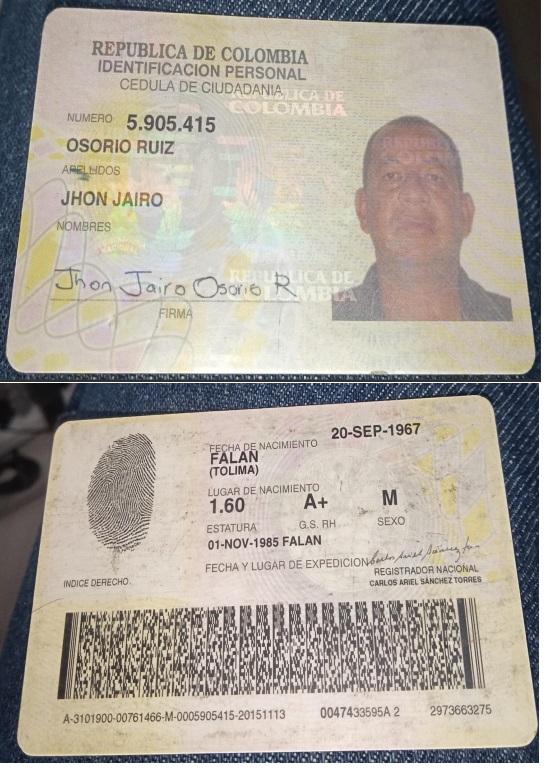 REPUBLICA DE COLOMBIA
IDENTIFICACION PERSONAL
CEDULA DE CIUDADANIA
REPUBLICA DE
COLOMBIA
NUMERO 5.905.415
OSORIO RUIZ
APELLIDOS
JHON JAIRO
NOMBRES
REPUBLICA DE
COLOMBIA
Jhon Jairo Osorio R
FIRMA
FECHA DE NACIMIENTO 20-SEP-1967
FALAN
(TOLIMA)
LUGAR DE NACIMIENTO
1.60 A+ M
ESTATURA G.S. RH SEXO
01-NOV-1985 FALAN
FECHA Y LUGAR DE EXPEDICION
INDICE DERECHO
REGISTRADOR NACIONAL
CARLOS ARIEL SÁNCHEZ TORRES
A-3101900-00761466-M-0005905415-20151113 0047433595A 2 2973663275